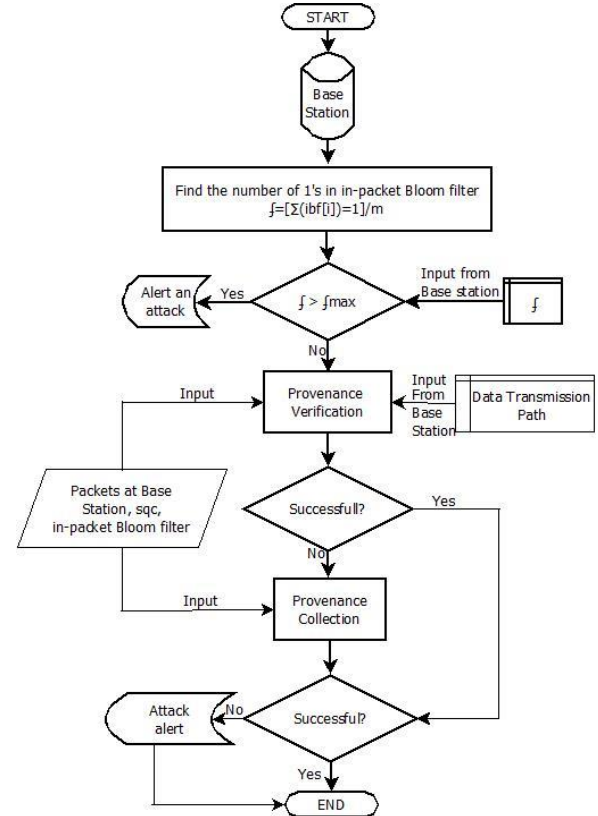 START
Base
Station
Find the number of 1's in in-packet Bloom filter
ʄ=[Σ(ibf[i])=1]/m
Input from
Base station
Alert an
attack
Yes
ʄ > ʄmax
ʄ
No
Input
Provenance
Verification
Input
From
Base
Station
Data Transmission
Path
Packets at Base
Station, sqc,
in-packet Bloom filter
Successfull?
Yes
No
Input
Provenance
Collection
Attack
alert
No
Successful?
Yes
END